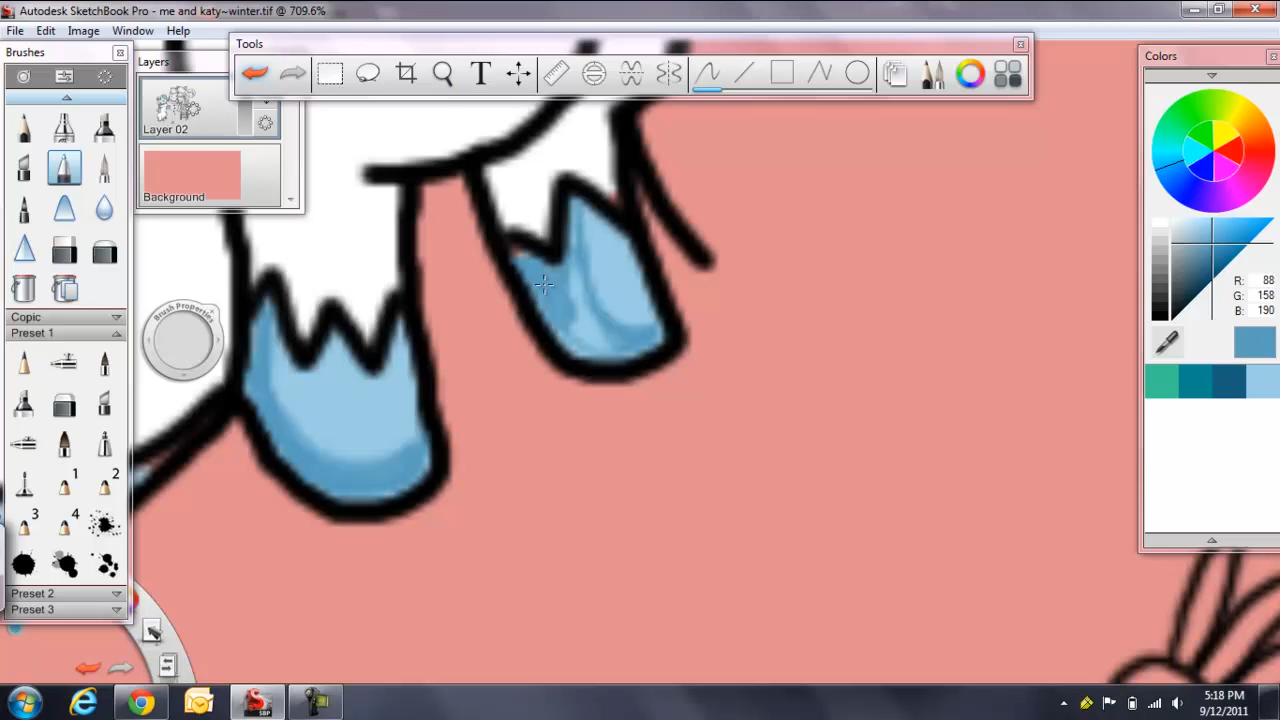 Autodesk SketchBook Pro - me and katy~winter.tif @ 709.6%
File Edit Image Window Help
Brushes
Layers
Tools
Colors
T
Layer 02
Background
Brush Properties
Copic
Preset 1
1
2
3
4
Preset 2
Preset 3
R: 88
G: 158
B: 190
SBP
5:18 PM
9/12/2011